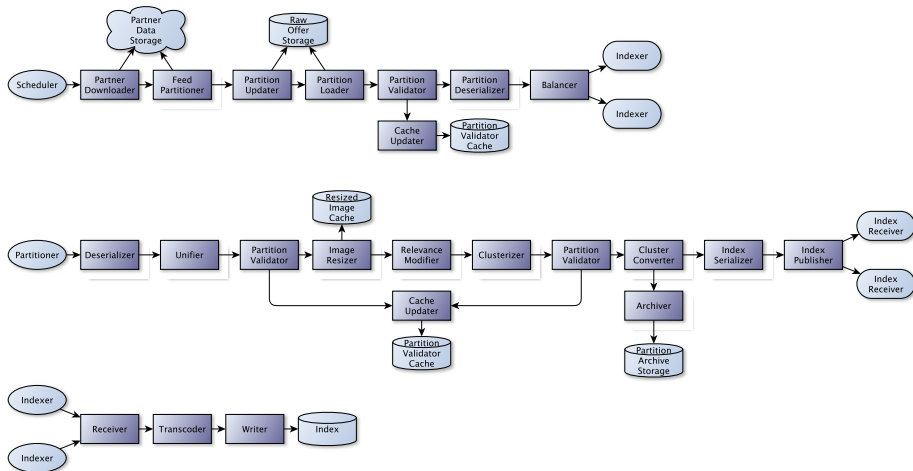 Partner
Data
Storage
Raw
Offer
Storage
Scheduler
Partner
Downloader
Feed
Partitioner
Partition
Updater
Partition
Loader
Partition
Validator
Partition
Deserializer
Balancer
Indexer
Indexer
Cache
Updater
Partition
Validator
Cache
Resized
Image
Cache
Partitioner
Deserializer
Unifier
Partition
Validator
Image
Resizer
Relevance
Modifier
Clusterizer
Partition
Validator
Cluster
Converter
Index
Serializer
Index
Publisher
Index
Receiver
Index
Receiver
Cache
Updater
Archiver
Partition
Validator
Cache
Partition
Archive
Storage
Indexer
Indexer
Receiver
Transcoder
Writer
Index